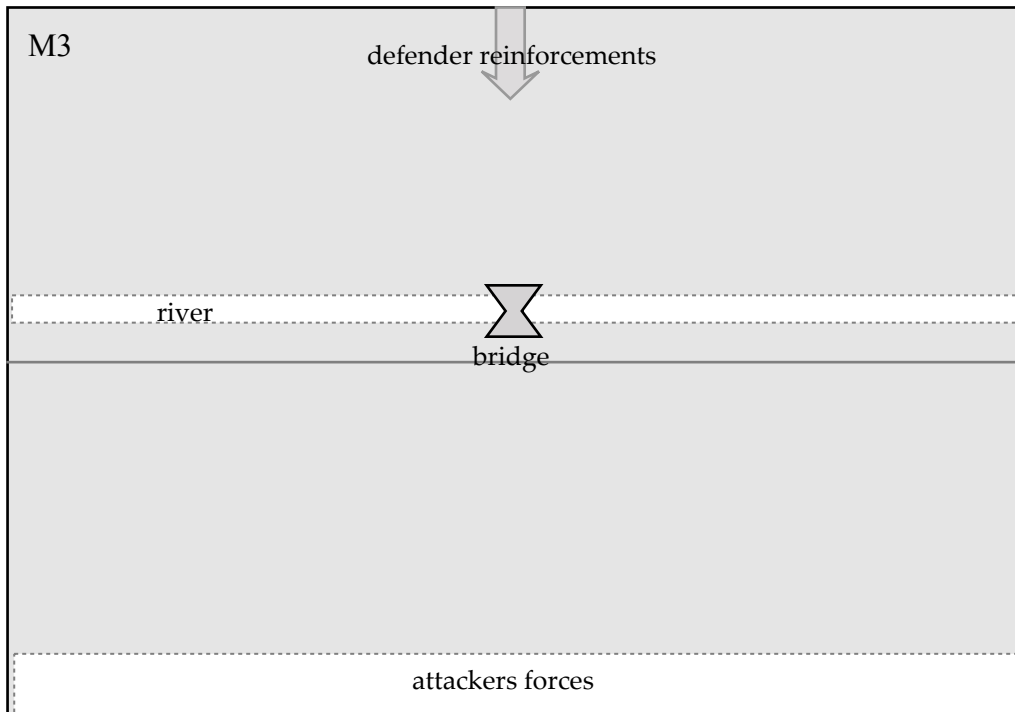 M3
defender reinforcements
river
bridge
attackers forces